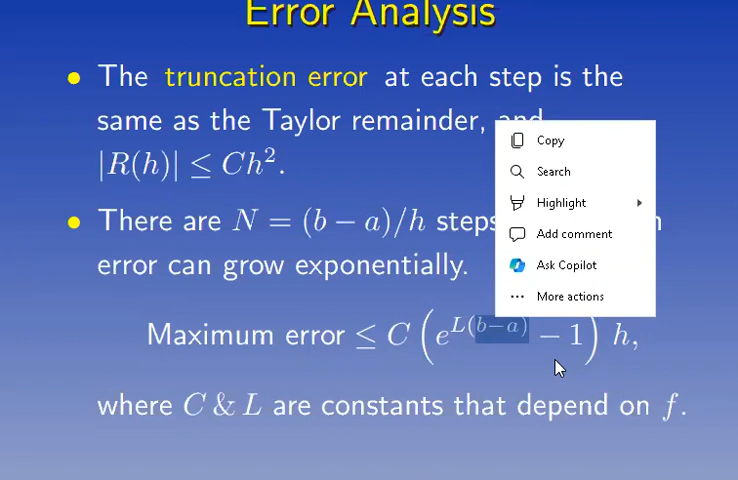 Error Analysis
• The truncation error at each step is the
same as the Taylor remainder, and
|R(h)| ≤ Ch².
• There are N = (b − a)/h steps
error can grow exponentially.
Maximum error ≤ C (e^{L(b−a)} − 1) h,
where C & L are constants that depend on f.
Copy
Search
Highlight
Add comment
Ask Copilot
More actions